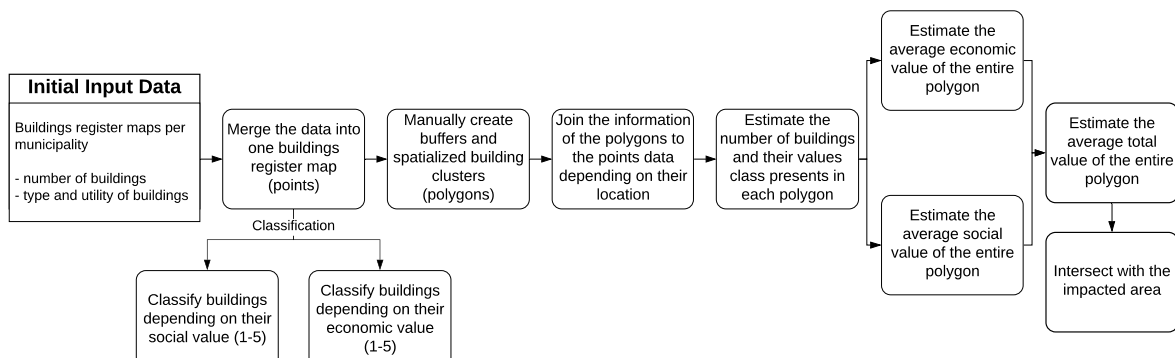 Initial Input Data
Buildings register maps per
municipality
- number of buildings
- type and utility of buildings
Merge the data into
one buildings
register map
(points)
Classification
Classify buildings
depending on their
social value (1-5)
Classify buildings
depending on their
economic value
(1-5)
Manually create
buffers and
spatialized building
clusters
(polygons)
Join the information
of the polygons to
the points data
depending on their
location
Estimate the
number of buildings
and their values
class presents in
each polygon
Estimate the
average economic
value of the entire
polygon
Estimate the
average social
value of the entire
polygon
Estimate the
average total
value of the entire
polygon
Intersect with the
impacted area